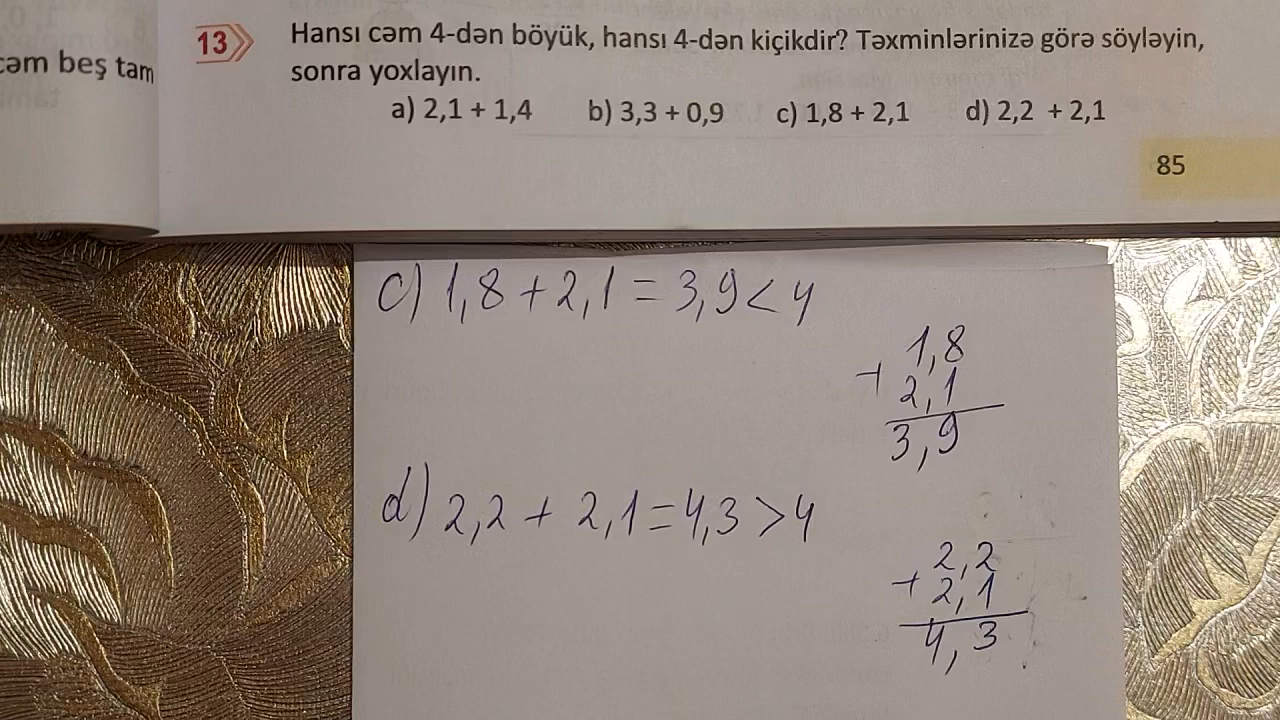 cəm beş tam
13 Hansı cəm 4-dən böyük, hansı 4-dən kiçikdir? Təxminlərinizə görə söyləyin,
sonra yoxlayın.
a) 2,1 + 1,4 b) 3,3 + 0,9 c) 1,8 + 2,1 d) 2,2 + 2,1
85
c) 1,8 + 2,1 = 3,9 < 4
1,8
+ 2,1
3,9
d) 2,2 + 2,1 = 4,3 > 4
2,2
+ 2,1
4,3